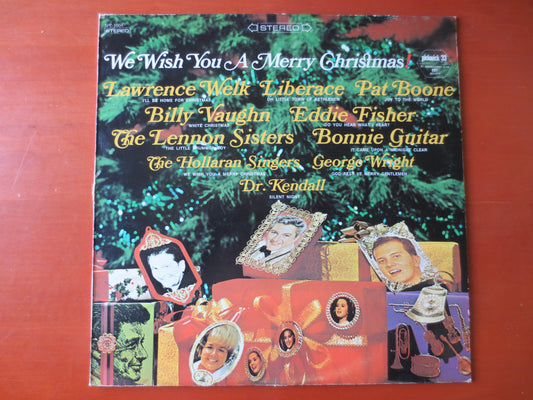 STEREO
STEREO
pickwick/33
We Wish You A Merry Christmas!
Lawrence Welk Liberace Pat Boone
I'LL BE HOME FOR CHRISTMAS OH LITTLE TOWN OF BETHLEHEM JOY TO THE WORLD
Billy Vaughn Eddie Fisher
WHITE CHRISTMAS DO YOU HEAR WHAT I HEAR?
The Lennon Sisters Bonnie Guitar
THE LITTLE DRUMMER BOY IT CAME UPON A MIDNIGHT CLEAR
The Hollaran Singers George Wright
WE WISH YOU A MERRY CHRISTMAS GOD REST YE MERRY GENTLEMEN
Dr. Kendall
SILENT NIGHT